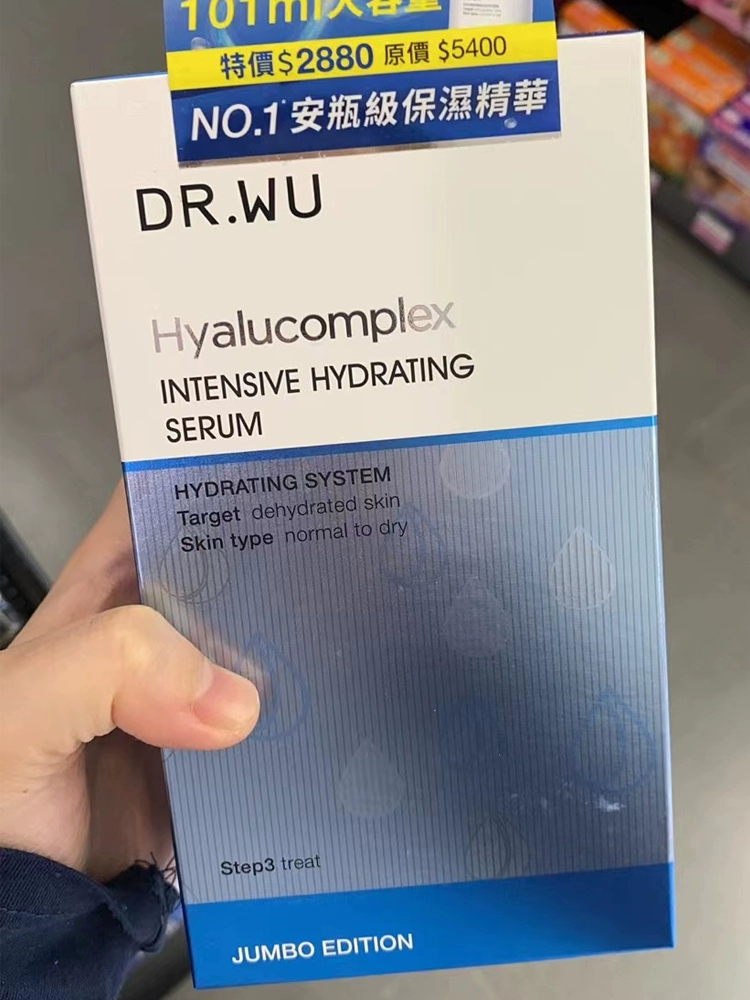 101ml大容量
特價$2880 原價 $5400
NO.1*安瓶級保濕精華
DR.WU
Hyalucomplex
INTENSIVE HYDRATING
SERUM
HYDRATING SYSTEM
Target dehydrated skin
Skin type normal to dry
Step3 treat
JUMBO EDITION